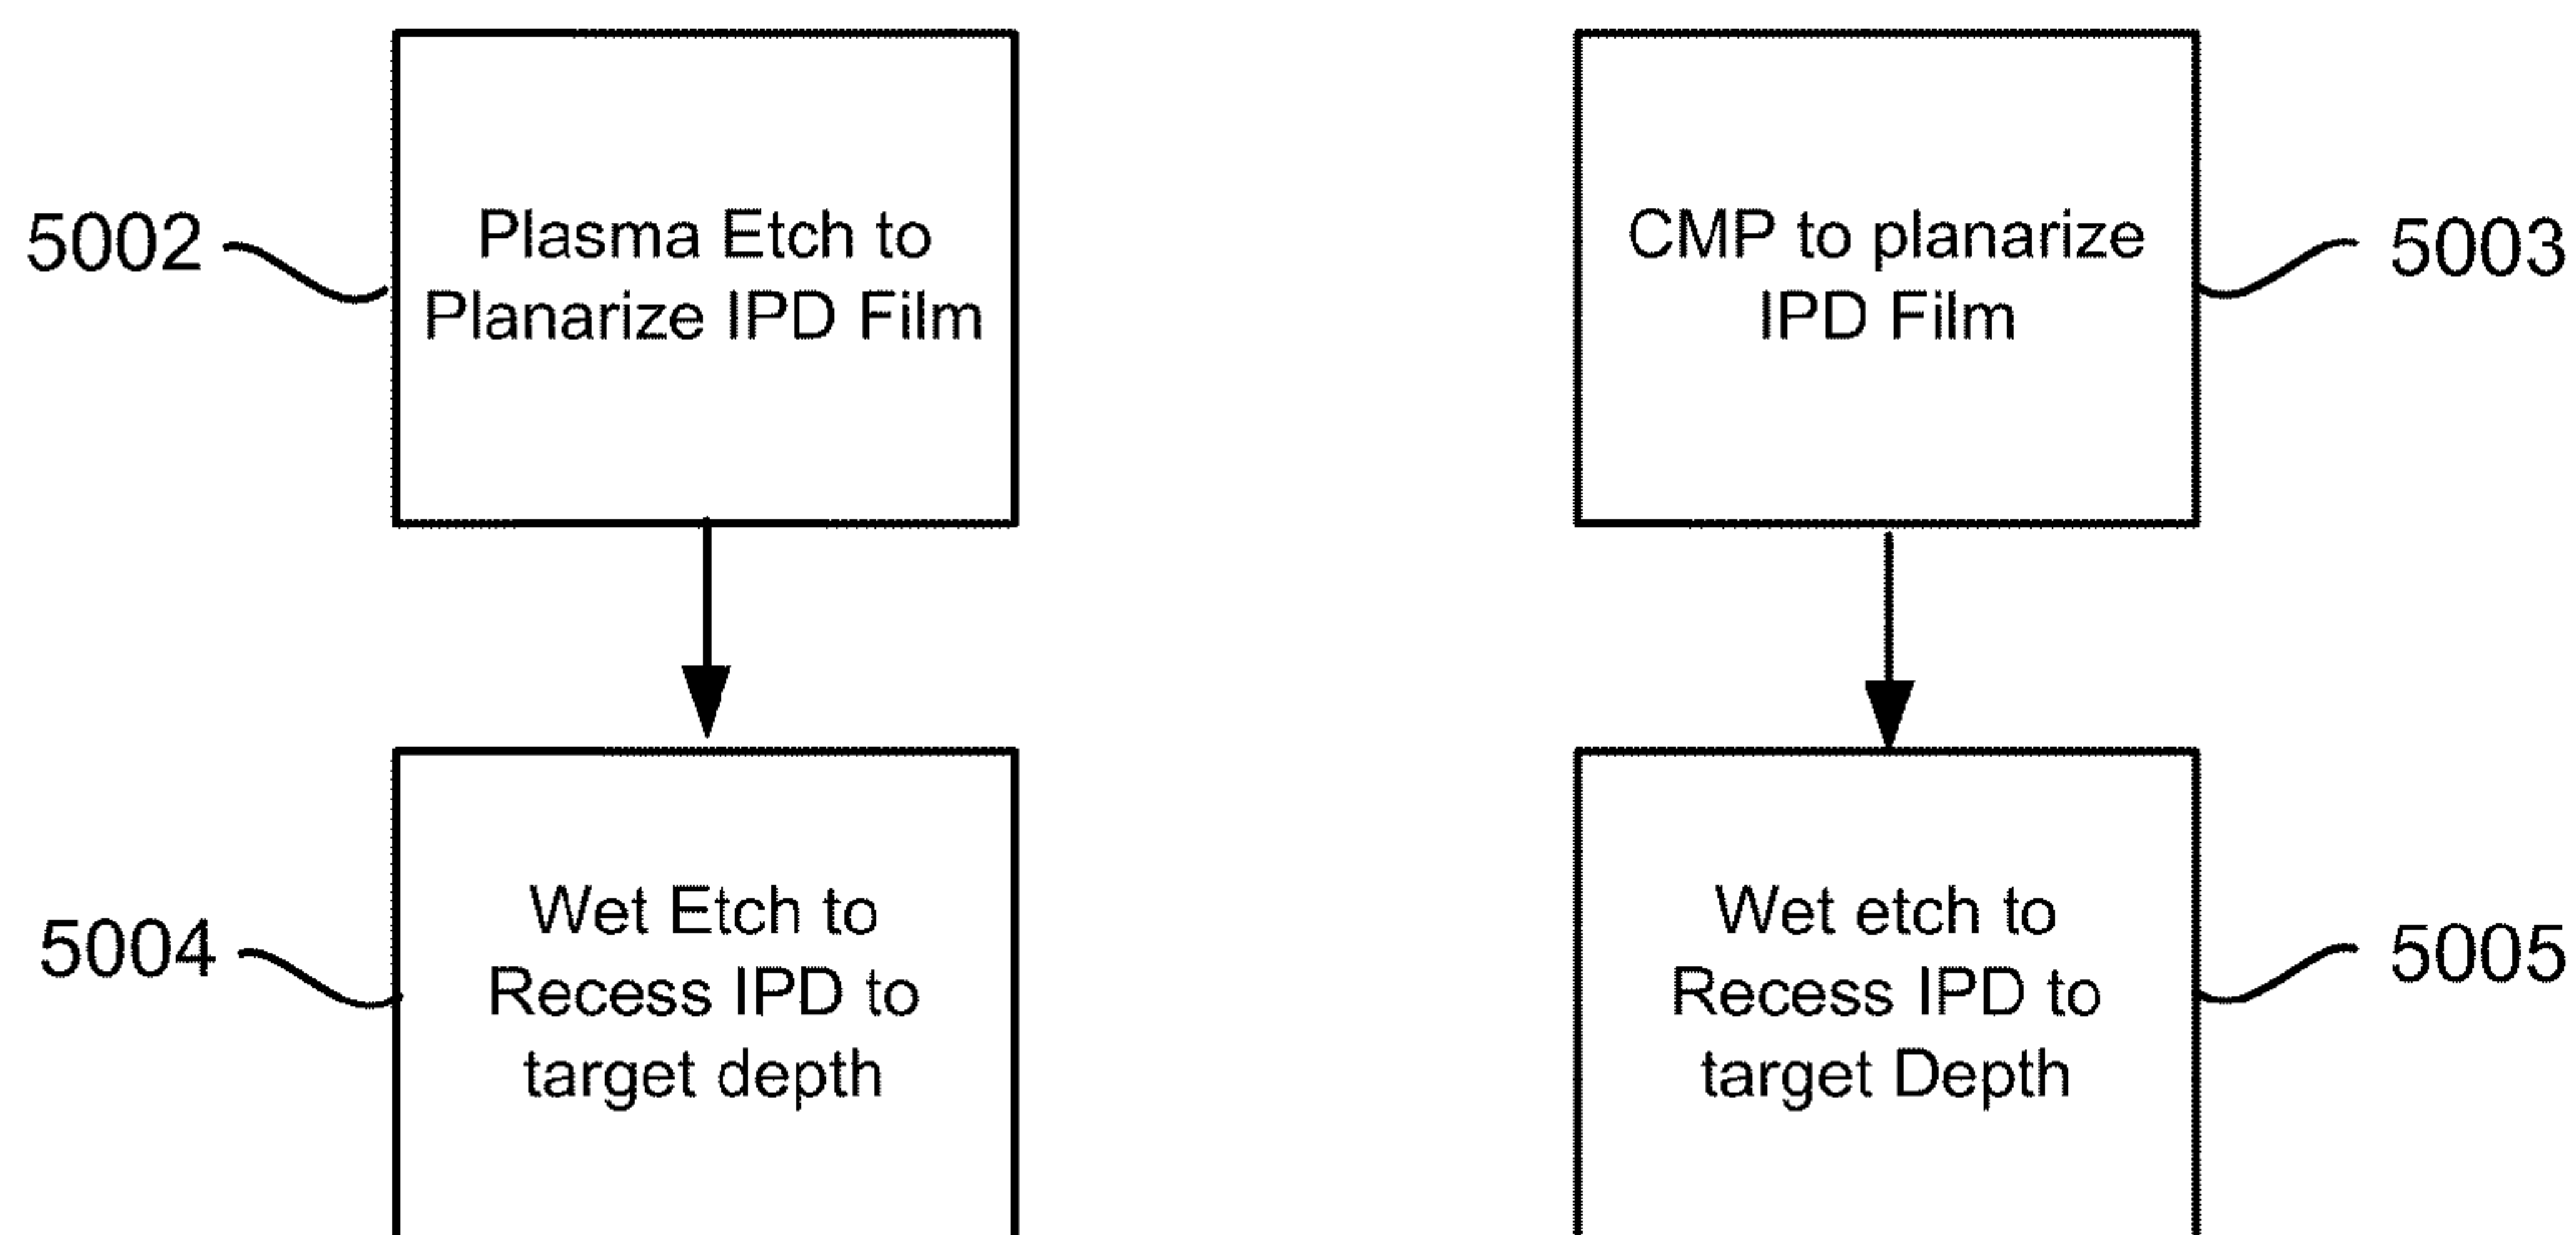 5002
Plasma Etch to
Planarize IPD Film
CMP to planarize
IPD Film
5003
5004
Wet Etch to
Recess IPD to
target depth
Wet etch to
Recess IPD to
target Depth
5005